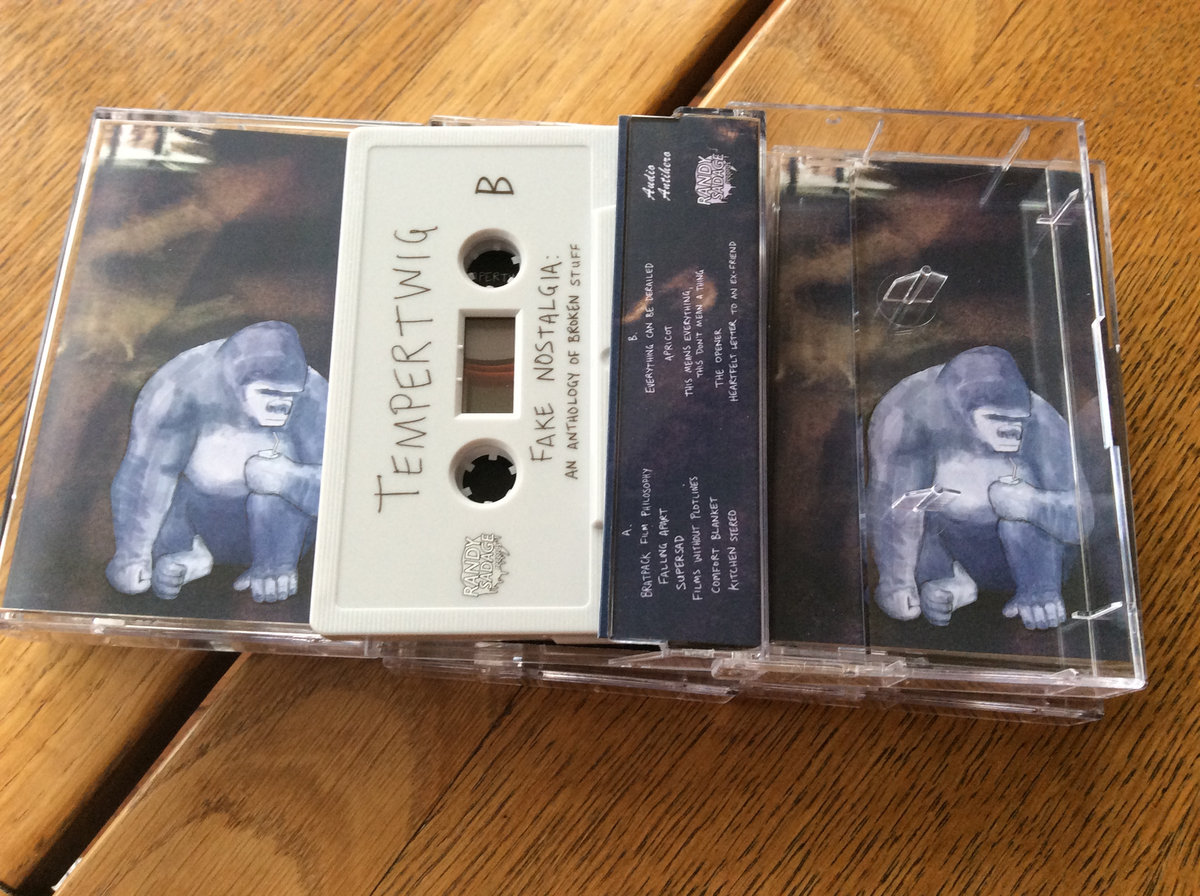 B
TEMPERTWIG
FAKE NOSTALGIA:
AN ANTHOLOGY OF BROKEN STUFF
RANDY
SADAGE
A.
BRATPACK FILM PHILOSOPHY
FALLING APART
SUPERSAD
FILMS WITHOUT PLOTLINES
COMFORT BLANKET
KITCHEN STEREO
B.
EVERYTHING CAN BE DERAILED
APRICOT
THIS MEANS EVERYTHING,
THIS DON'T MEAN A THING
THE OPENER
HEARTFELT LETTER TO AN EX-FRIEND
Audio
Antihero
RANDY
SADAGE